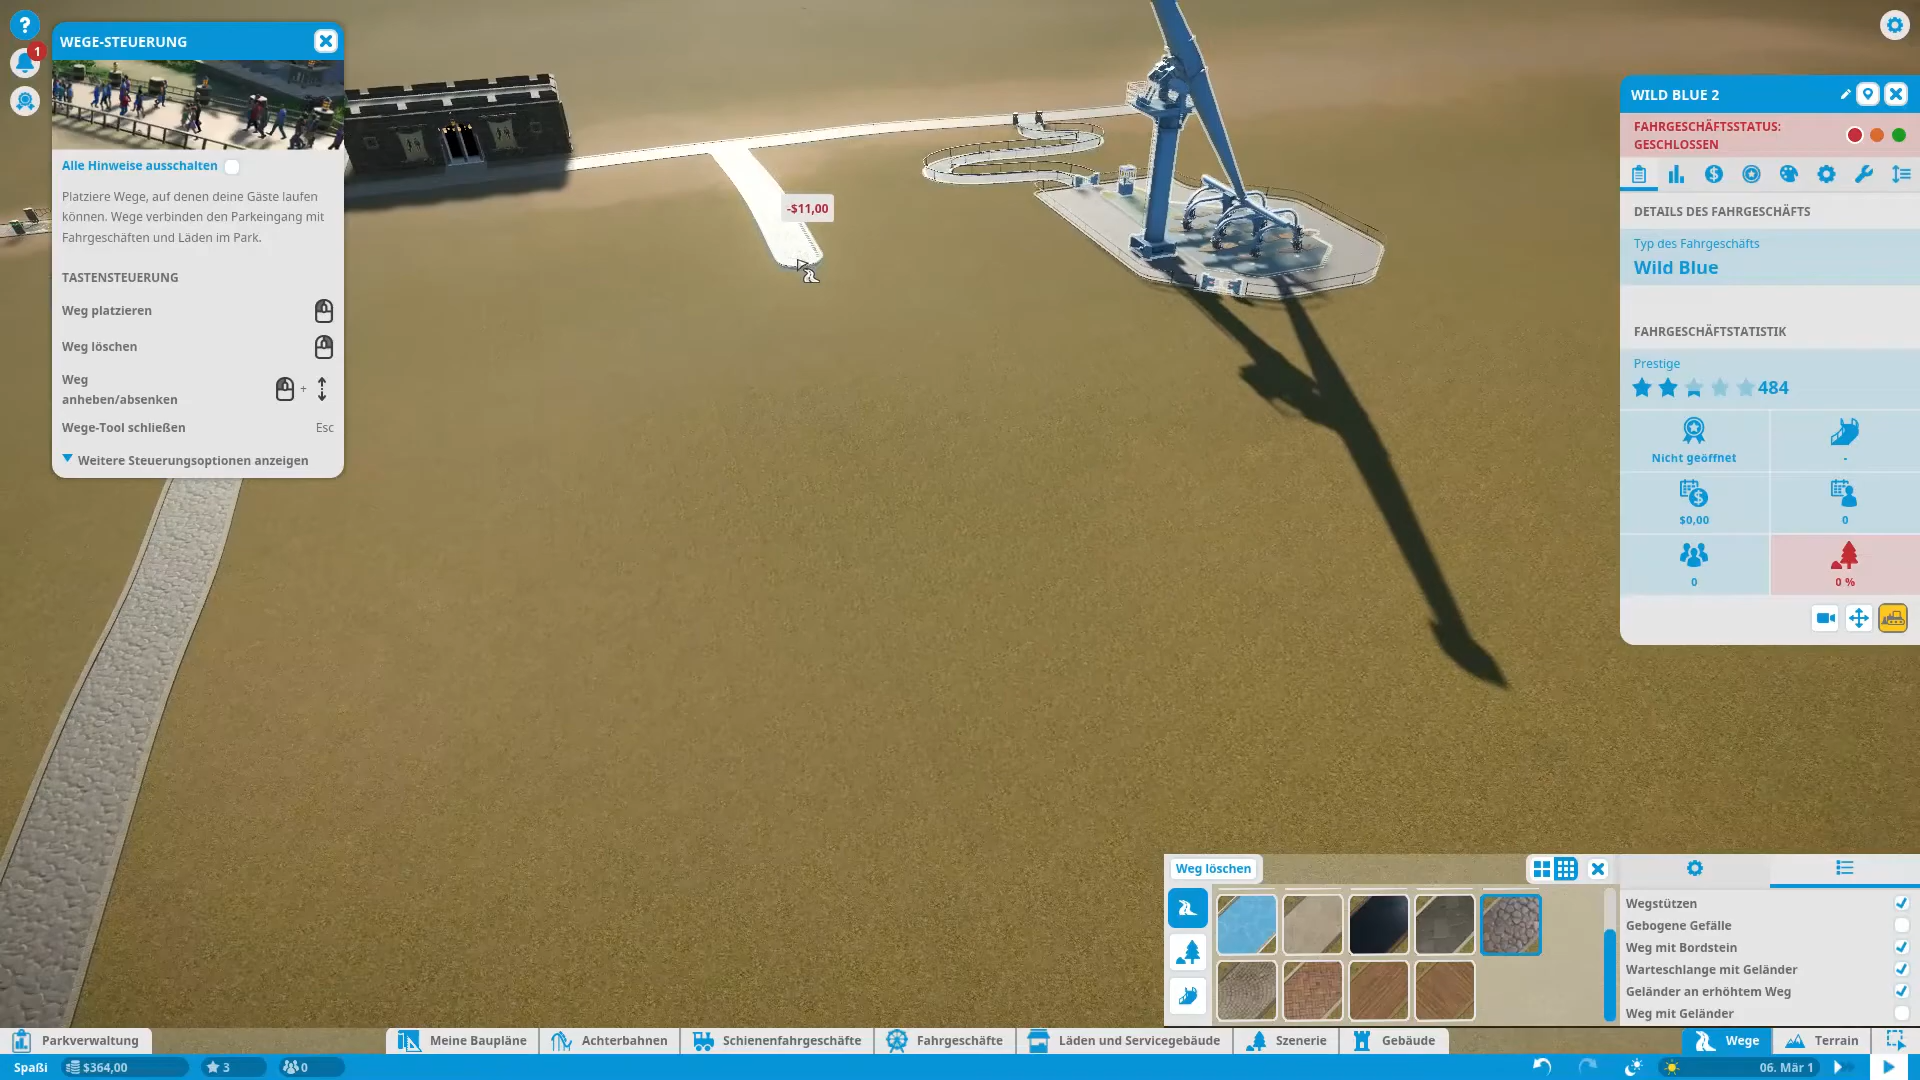 ?
1
WEGE-STEUERUNG
Alle Hinweise ausschalten
Platziere Wege, auf denen deine Gäste laufen
können. Wege verbinden den Parkeingang mit
Fahrgeschäften und Läden im Park.
TASTENSTEUERUNG
Weg platzieren
Weg löschen
Weg
anheben/absenken
+
Wege-Tool schließen
Esc
Weitere Steuerungsoptionen anzeigen
-$11,00
WILD BLUE 2
FAHRGESCHÄFTSSTATUS:
GESCHLOSSEN
DETAILS DES FAHRGESCHÄFTS
Typ des Fahrgeschäfts
Wild Blue
FAHRGESCHÄFTSTATISTIK
Prestige
484
Nicht geöffnet
-
$0,00
0
0
0 %
Weg löschen
Wegstützen
Gebogene Gefälle
Weg mit Bordstein
Warteschlange mit Geländer
Geländer an erhöhtem Weg
Weg mit Geländer
Parkverwaltung
Meine Baupläne
Achterbahnen
Schienenfahrgeschäfte
Fahrgeschäfte
Läden und Servicegebäude
Szenerie
Gebäude
Wege
Terrain
Spaßi
$364,00
3
0
06. Mär 1